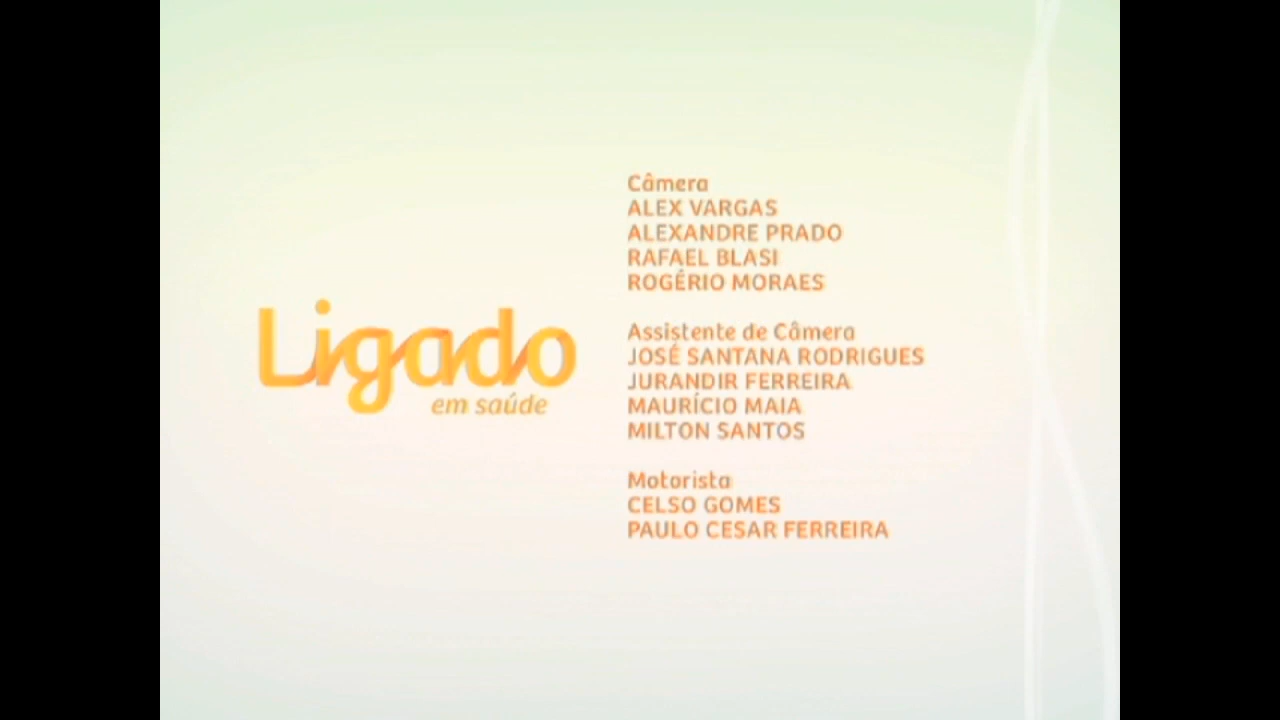 Ligado
em saúde
Câmera
ALEX VARGAS
ALEXANDRE PRADO
RAFAEL BLASI
ROGÉRIO MORAES
Assistente de Câmera
JOSÉ SANTANA RODRIGUES
JURANDIR FERREIRA
MAURÍCIO MAIA
MILTON SANTOS
Motorista
CELSO GOMES
PAULO CESAR FERREIRA